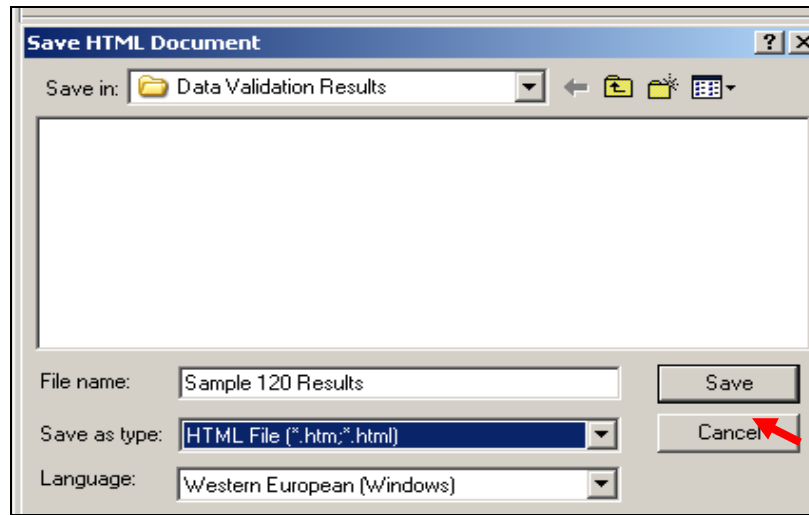 Save HTML Document
Save in: Data Validation Results
File name: Sample 120 Results
Save
Save as type: HTML File (*.htm;*.html)
Cancel
Language: Western European (Windows)